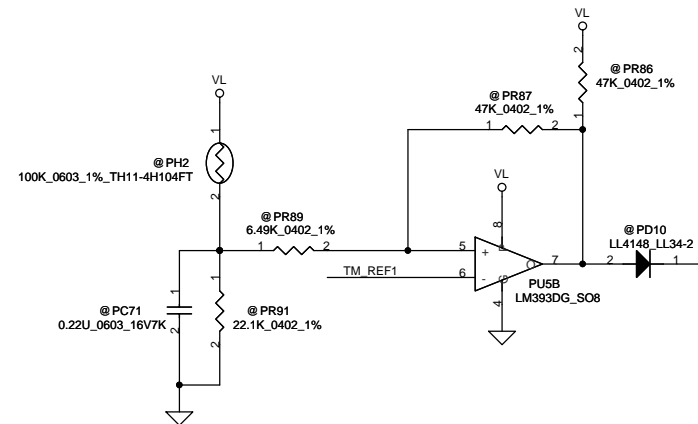 VL
@PR86
47K_0402_1%
2
1
@PR87
47K_0402_1%
1
2
VL
1
@PH2
100K_0603_1%_TH11-4H104FT
2
VL
8
P
@PR89
6.49K_0402_1%
1
2
5
+
6
-
TM_REF1
O
7
G
4
PU5B
LM393DG_SO8
@PD10
LL4148_LL34-2
2
1
1
@PC71
0.22U_0603_16V7K
2
1
@PR91
22.1K_0402_1%
2